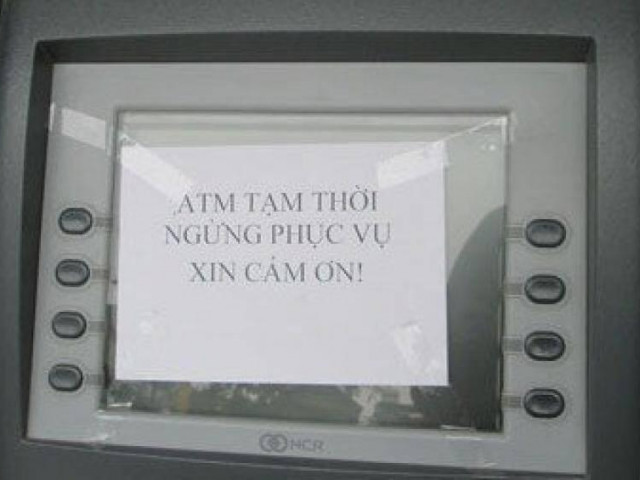 ATM TẠM THỜI
NGỪNG PHỤC VỤ
XIN CẢM ƠN!
NCR